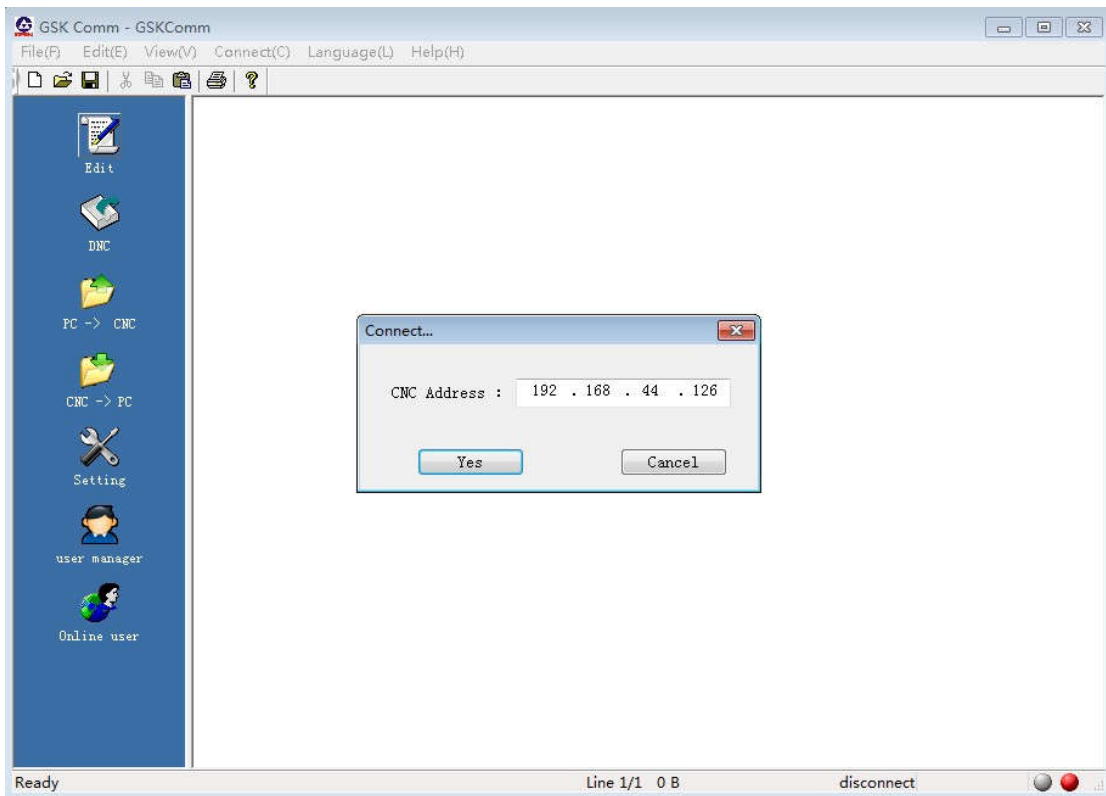 GSK Comm - GSKComm
File(F) Edit(E) View(V) Connect(C) Language(L) Help(H)
Edit
DNC
PC -> CNC
CNC -> PC
Setting
user manager
Online user
Connect...
CNC Address : 192 . 168 . 44 . 126
Yes Cancel
Ready Line 1/1 0 B disconnect